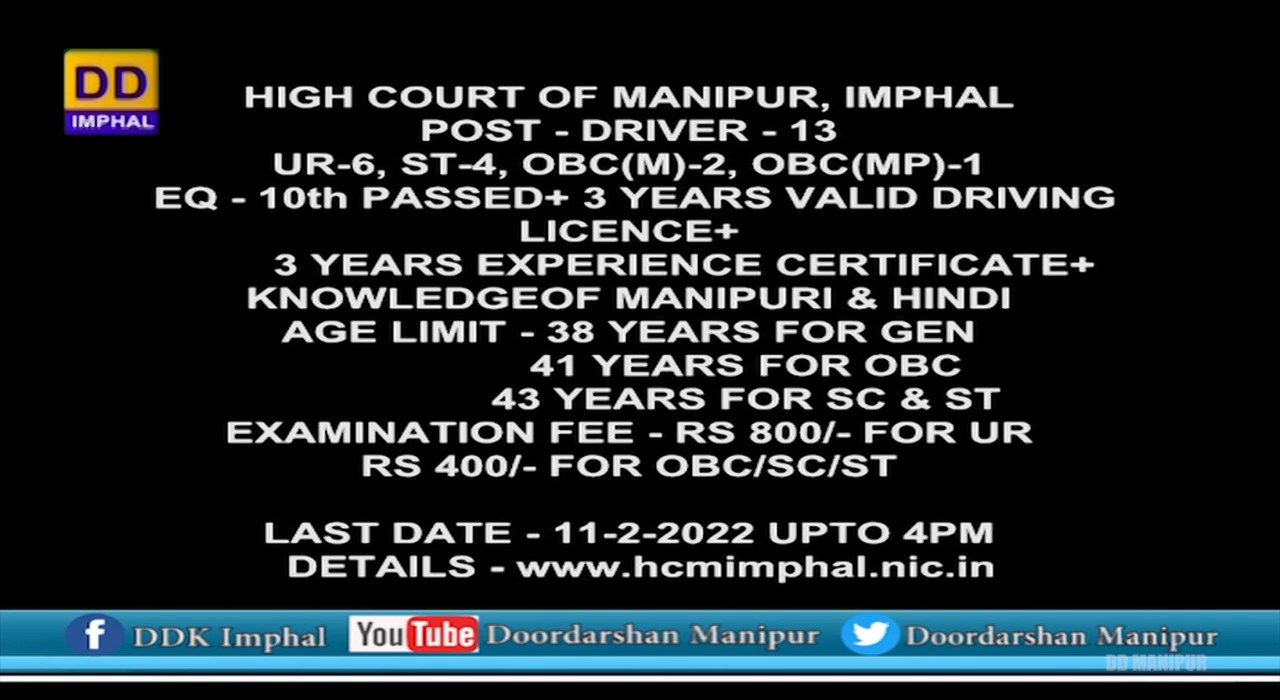 DD
IMPHAL
HIGH COURT OF MANIPUR, IMPHAL
POST - DRIVER - 13
UR-6, ST-4, OBC(M)-2, OBC(MP)-1
EQ - 10th PASSED+ 3 YEARS VALID DRIVING
LICENCE+
3 YEARS EXPERIENCE CERTIFICATE+
KNOWLEDGEOF MANIPURI & HINDI
AGE LIMIT - 38 YEARS FOR GEN
41 YEARS FOR OBC
43 YEARS FOR SC & ST
EXAMINATION FEE - RS 800/- FOR UR
RS 400/- FOR OBC/SC/ST
LAST DATE - 11-2-2022 UPTO 4PM
DETAILS - www.hcmimphal.nic.in
f DDK Imphal YouTube Doordarshan Manipur Doordarshan Manipur
DD MANIPUR